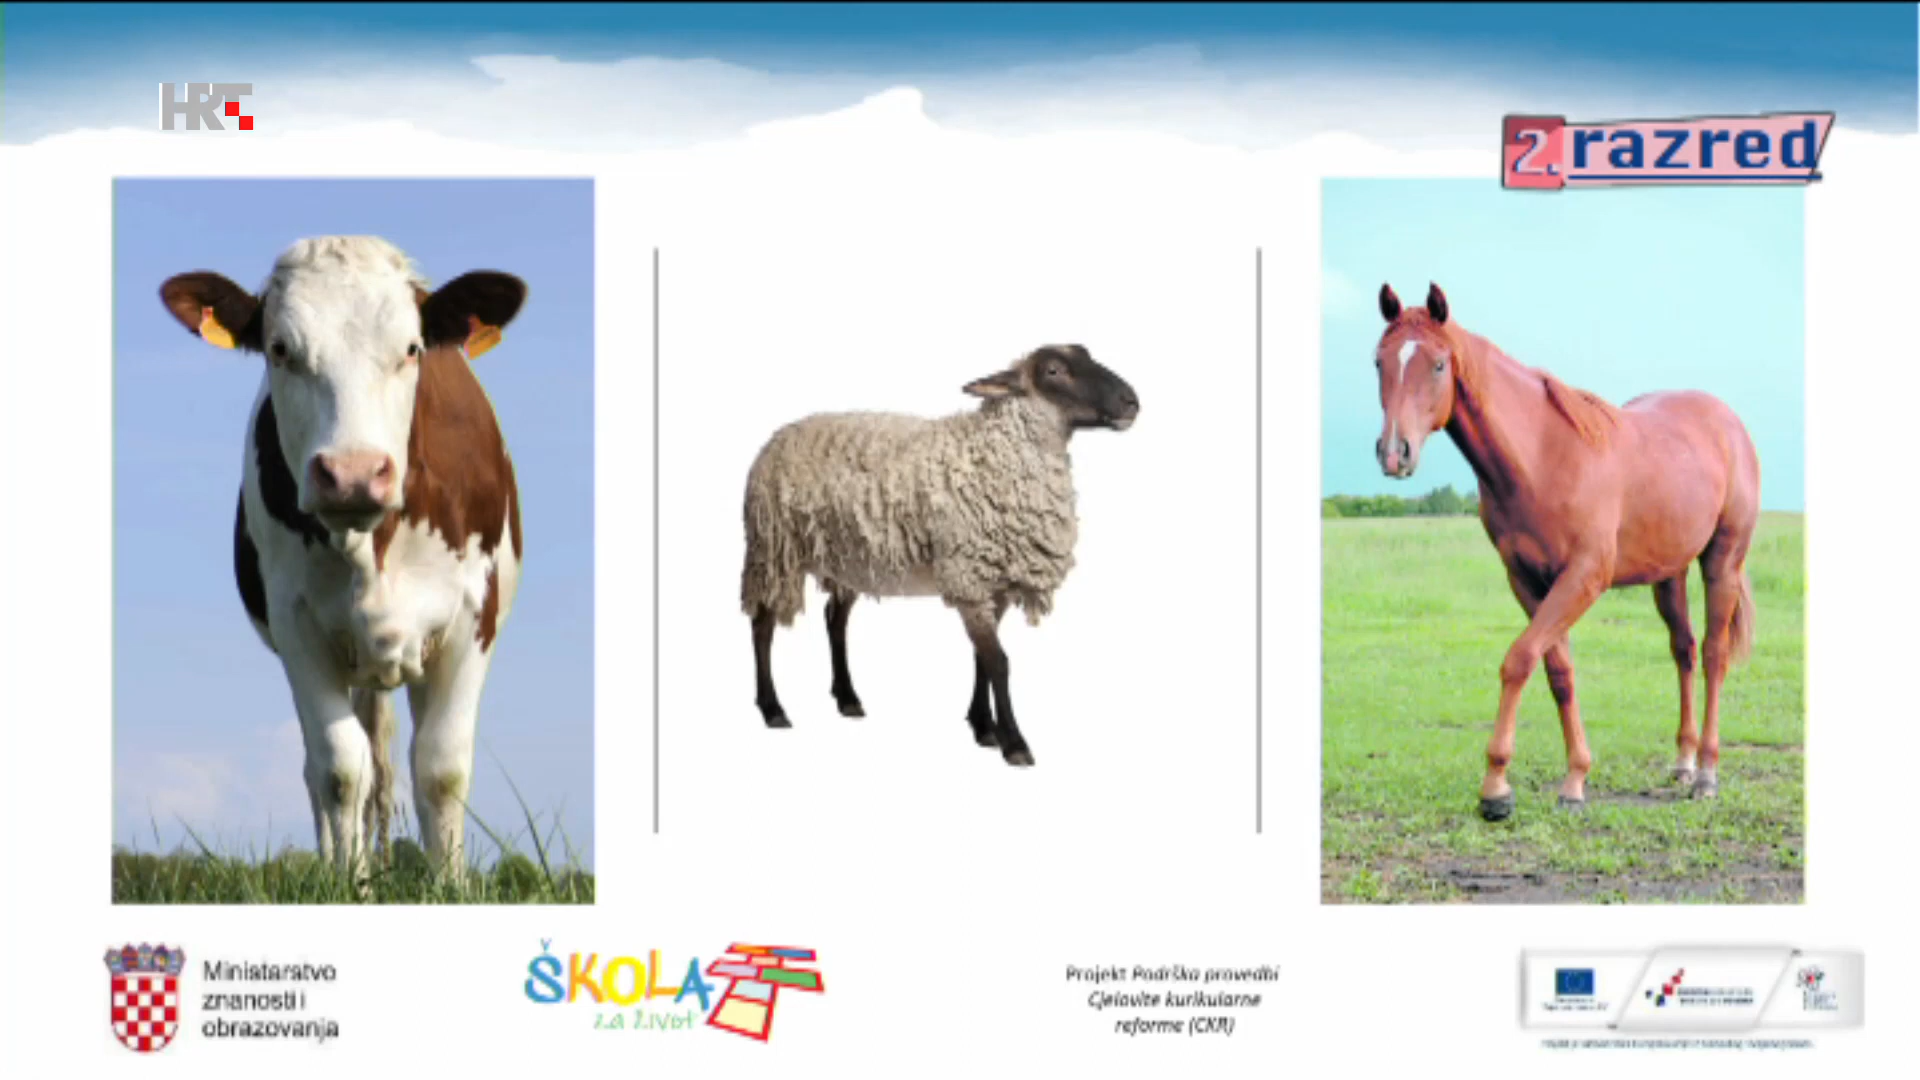 HRT
2. razred
Ministarstvo
znanosti i
obrazovanja
ŠKOLA
za život
Projekt Podrška provedbi
Cjelovite kurikularne
reforme (CKR)